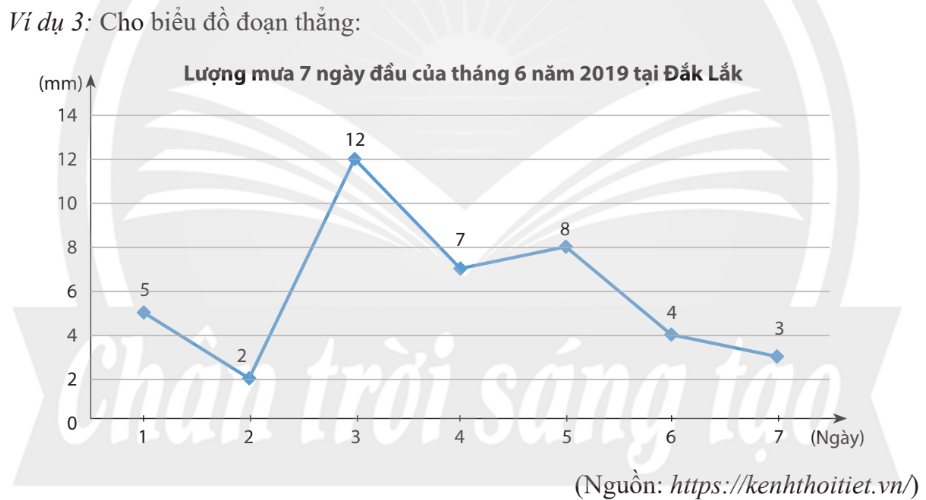 Ví dụ 3: Cho biểu đồ đoạn thẳng:
Lượng mưa 7 ngày đầu của tháng 6 năm 2019 tại Đắk Lắk
(mm)
14
12
10
8
6
4
2
0
5
2
12
7
8
4
3
1 2 3 4 5 6 7 (Ngày)
Chân trời sáng tạo
(Nguồn: https://kenhthoitiet.vn/)